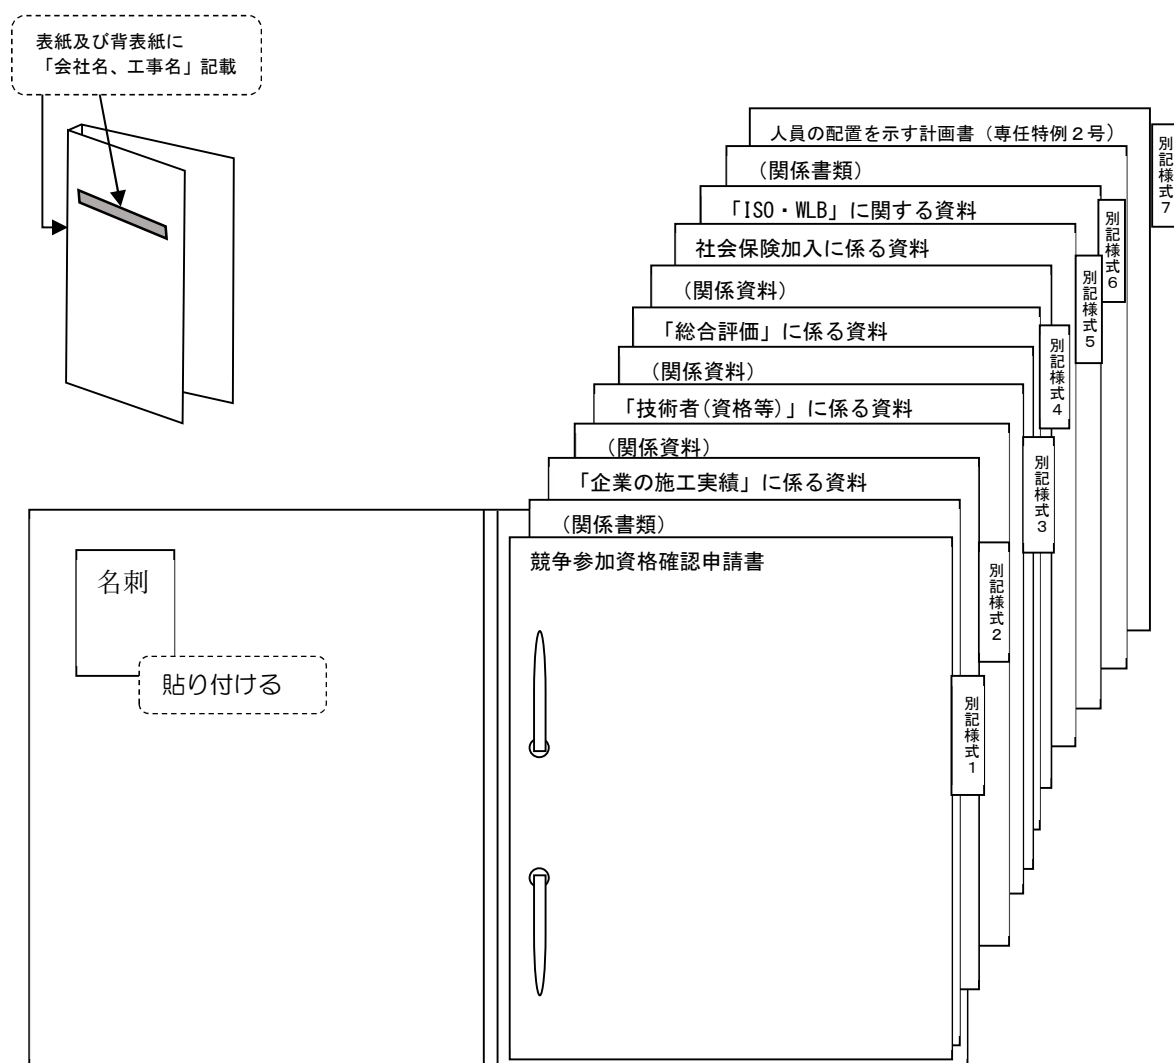 表紙及び背表紙に
「会社名、工事名」記載
人員の配置を示す計画書（専任特例２号）
（関係書類）
「ISO・WLB」に関する資料
社会保険加入に係る資料
（関係資料）
「総合評価」に係る資料
（関係資料）
「技術者(資格等)」に係る資料
（関係資料）
「企業の施工実績」に係る資料
（関係書類）
競争参加資格確認申請書
別記様式７
別記様式６
別記様式５
別記様式４
別記様式３
別記様式２
別記様式１
名刺
貼り付ける